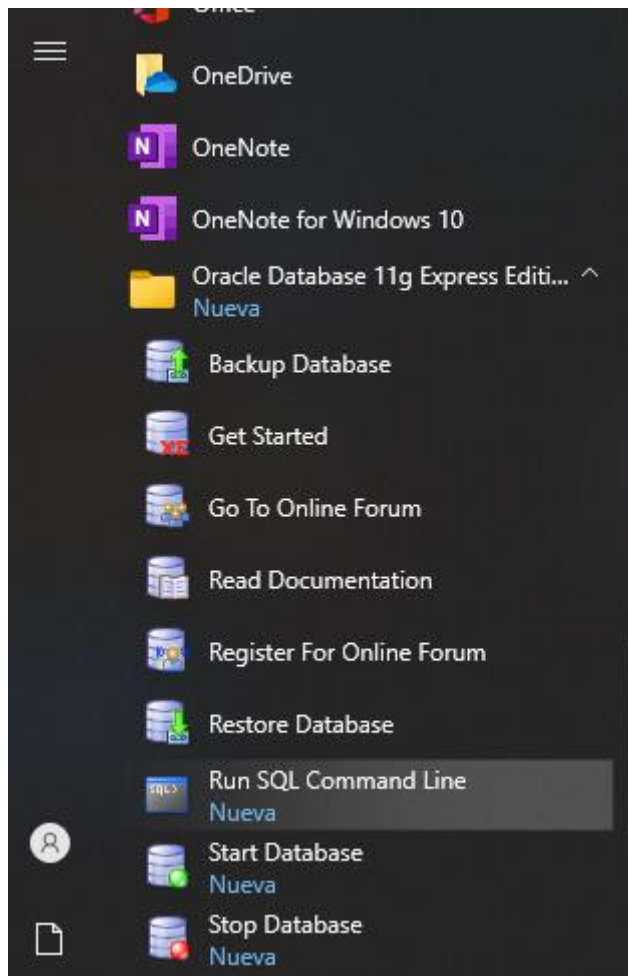 Office
OneDrive
OneNote
OneNote for Windows 10
Oracle Database 11g Express Editi...
Nueva
Backup Database
Get Started
Go To Online Forum
Read Documentation
Register For Online Forum
Restore Database
Run SQL Command Line
Nueva
Start Database
Nueva
Stop Database
Nueva